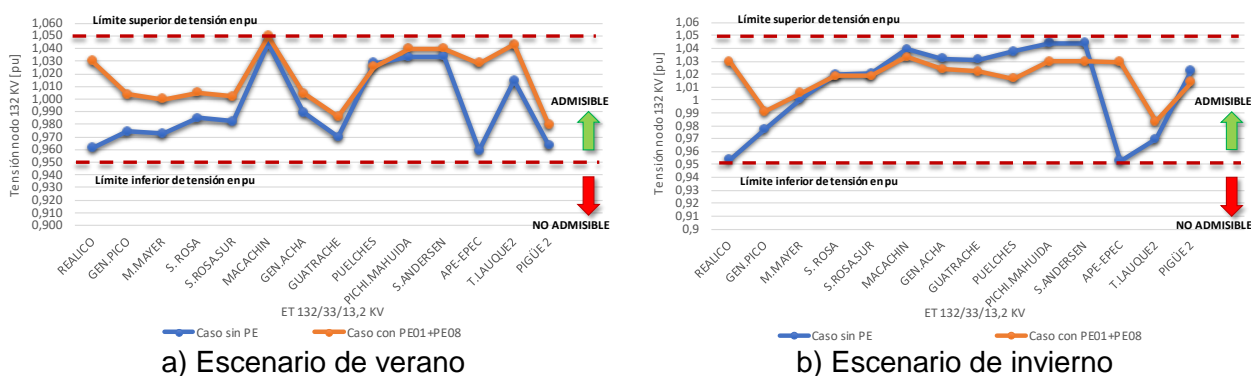 1,060
1,050
1,040
1,030
1,020
1,010
1,000
0,990
0,980
0,970
0,960
0,950
0,940
0,930
0,920
0,910
0,900
Tensión nodo 132 KV [pu]
Límite superior de tensión en pu
Límite inferior de tensión en pu
ADMISIBLE
NO ADMISIBLE
REALICO
GEN.PICO
M.MAYER
S. ROSA
S.ROSA.SUR
MACACHIN
GEN.ACHA
GUATRACHE
PUELCHES
PICHI.MAHUIDA
S.ANDERSEN
APE-EPEC
T.LAUQUE2
PIGÜE 2
ET 132/33/13,2 KV
Caso sin PE
Caso con PE01+PE08
a) Escenario de verano
1,06
1,05
1,04
1,03
1,02
1,01
1
0,99
0,98
0,97
0,96
0,95
0,94
0,93
0,92
0,91
0,9
Tensión nodo 132 KV [pu]
Límite superior de tensión en pu
Límite inferior de tensión en pu
ADMISIBLE
NO ADMISIBLE
REALICO
GEN.PICO
M.MAYER
S. ROSA
S.ROSA.SUR
MACACHIN
GEN.ACHA
GUATRACHE
PUELCHES
PICHI.MAHUIDA
S.ANDERSEN
APE-EPEC
T.LAUQUE2
PIGÜE 2
ET 132/33/13,2 KV
Caso sin PE
Caso con PE01+PE08
b) Escenario de invierno